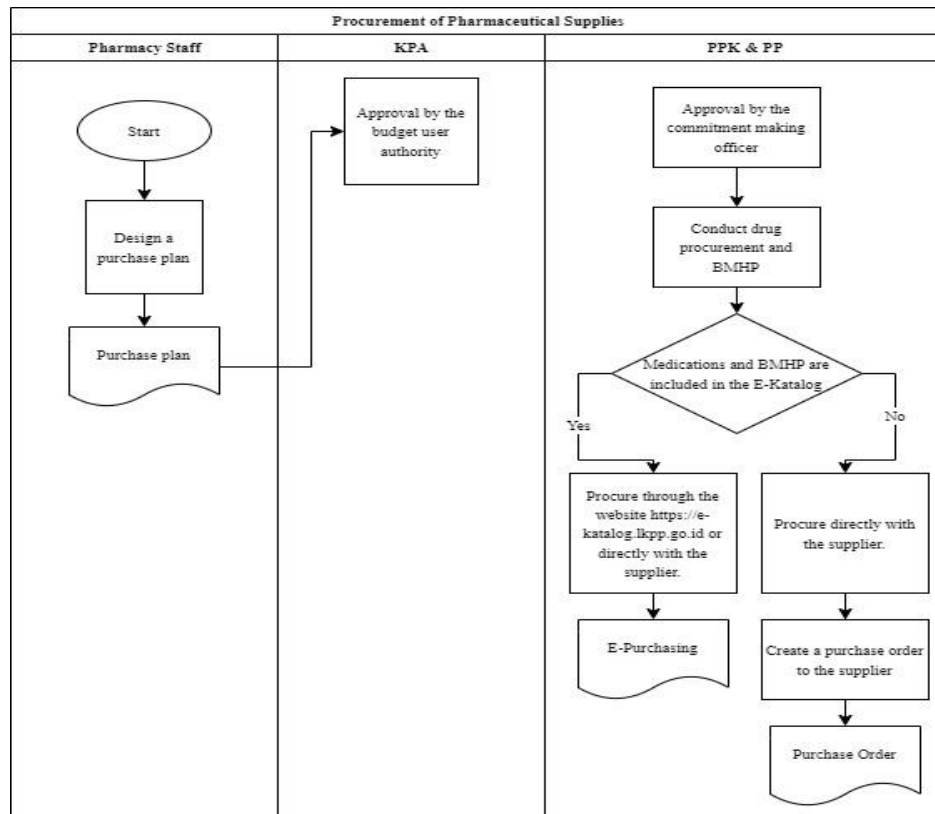 Procurement of Pharmaceutical Supplies
Pharmacy Staff
KPA
PPK & PP
Start
Design a
purchase plan
Purchase plan
Approval by the
budget user
authority
Approval by the
commitment making
officer
Conduct drug
procurement and
BMHP
Medications and BMHP are
included in the E-Katalog
Yes
No
Procure through the
website https://e-
katalog.lkpp.go.id or
directly with the
supplier.
E-Purchasing
Procure directly with
the supplier.
Create a purchase order
to the supplier
Purchase Order